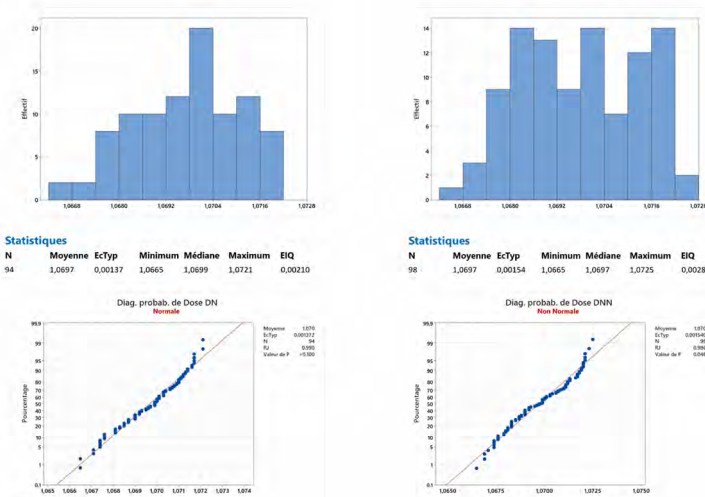 20
15
10
5
0
Effectif
1,0668 1,0680 1,0692 1,0704 1,0716 1,0728
Statistiques
N Moyenne EcTyp Minimum Médiane Maximum EIQ
94 1,0697 0,00137 1,0665 1,0699 1,0721 0,00210
Diag. probab. de Dose DN
Normale
Moyenne 1,070
EcTyp 0,001372
N 94
RJ
Valeur de P >0,100
Pourcentage
99,9
99
95
90
80
70
60
50
40
30
20
10
5
1
0,1
1,065 1,066 1,067 1,068 1,069 1,070 1,071 1,072 1,073 1,074
14
12
10
8
6
4
2
0
Effectif
1,0668 1,0680 1,0692 1,0704 1,0716
Statistiques
N Moyenne EcTyp Minimum Médiane Maximum EIQ
98 1,0697 0,00154 1,0665 1,0697 1,0725 0,0028
Diag. probab. de Dose DNN
Non Normale
Moyenne
EcTyp
N
RJ
Valeur de P
Pourcentage
99,9
99
95
90
80
70
60
50
40
30
20
10
5
1
0,1
1,0650 1,0675 1,0700 1,0725 1,0750